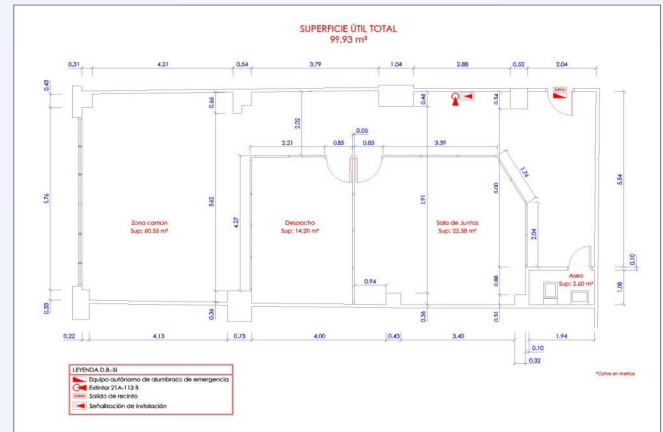 SUPERFICIE ÚTIL TOTAL
99.93 m²
0.31 4.21 0.54 3.79 1.04 2.88 0.52 2.04
0.43
0.66
0.46
0.54
Salida
2.02
0.05
2.21 0.85 0.85 3.39
1.74
5.54
5.76
5.62
4.27
5.91
5.00
2.04
Zona común
Sup: 60.55 m²
Despacho
Sup: 14.20 m²
Sala de Juntas
Sup: 22.58 m²
0.10
Aseo
Sup: 2.60 m²
0.94
0.88
1.08
0.33
0.36
0.36
0.31
0.22 4.13 0.73 4.00 0.43 3.40 1.94
0.10
0.32
LEYENDA D.B.-SI
Equipo autónomo de alumbraco de emergencia
Extintor 21A-113 B
Salida Salida de recinto
Señalización de instalación
*Cotas en metros